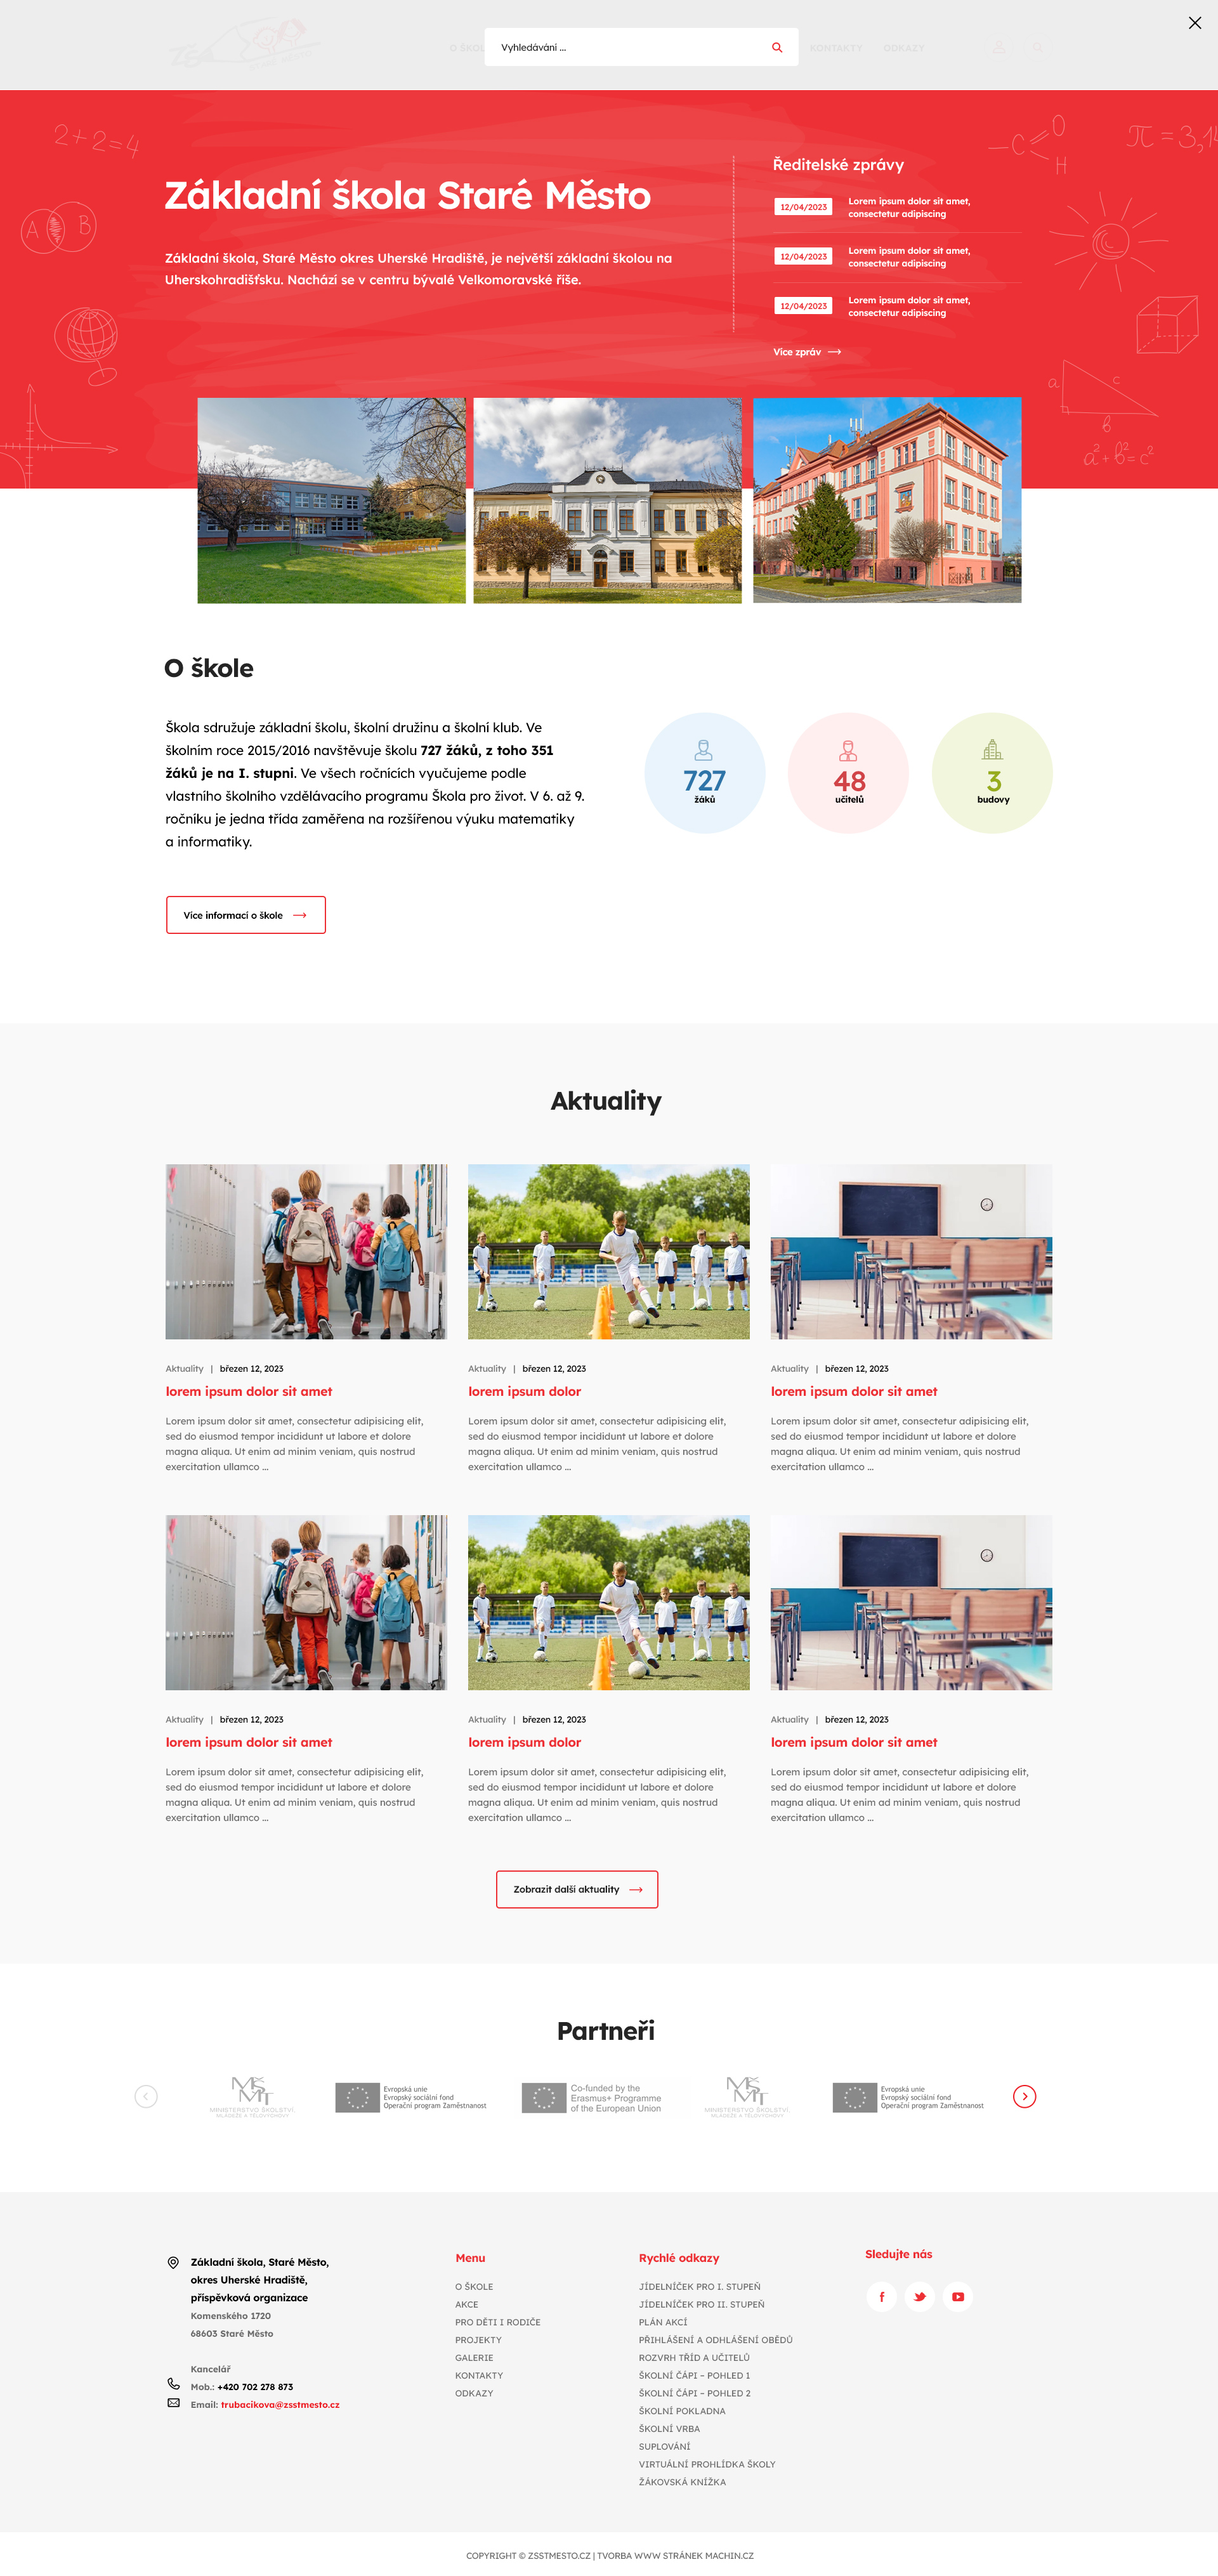 O ŠKOL
Vyhledávání ...
KONTAKTY
ODKAZY
2+2=4
A B
C
O
H
π = 3,14
Základní škola Staré Město
Základní škola, Staré Město okres Uherské Hradiště, je největší základní školou na
Uherskohradišťsku. Nachází se v centru bývalé Velkomoravské říše.
Ředitelské zprávy
12/04/2023
Lorem ipsum dolor sit amet,
consectetur adipiscing
12/04/2023
Lorem ipsum dolor sit amet,
consectetur adipiscing
12/04/2023
Lorem ipsum dolor sit amet,
consectetur adipiscing
Více zpráv
a
c
b
a²+b²=c²
O škole
Škola sdružuje základní školu, školní družinu a školní klub. Ve
školním roce 2015/2016 navštěvuje školu 727 žáků, z toho 351
žáků je na I. stupni. Ve všech ročnících vyučujeme podle
vlastního školního vzdělávacího programu Škola pro život. V 6. až 9.
ročníku je jedna třída zaměřena na rozšířenou výuku matematiky
a informatiky.
727
žáků
48
učitelů
3
budovy
Více informací o škole
Aktuality
Aktuality | březen 12, 2023
lorem ipsum dolor sit amet
Lorem ipsum dolor sit amet, consectetur adipisicing elit,
sed do eiusmod tempor incididunt ut labore et dolore
magna aliqua. Ut enim ad minim veniam, quis nostrud
exercitation ullamco ...
Aktuality | březen 12, 2023
lorem ipsum dolor
Lorem ipsum dolor sit amet, consectetur adipisicing elit,
sed do eiusmod tempor incididunt ut labore et dolore
magna aliqua. Ut enim ad minim veniam, quis nostrud
exercitation ullamco ...
Aktuality | březen 12, 2023
lorem ipsum dolor sit amet
Lorem ipsum dolor sit amet, consectetur adipisicing elit,
sed do eiusmod tempor incididunt ut labore et dolore
magna aliqua. Ut enim ad minim veniam, quis nostrud
exercitation ullamco ...
Aktuality | březen 12, 2023
lorem ipsum dolor sit amet
Lorem ipsum dolor sit amet, consectetur adipisicing elit,
sed do eiusmod tempor incididunt ut labore et dolore
magna aliqua. Ut enim ad minim veniam, quis nostrud
exercitation ullamco ...
Aktuality | březen 12, 2023
lorem ipsum dolor
Lorem ipsum dolor sit amet, consectetur adipisicing elit,
sed do eiusmod tempor incididunt ut labore et dolore
magna aliqua. Ut enim ad minim veniam, quis nostrud
exercitation ullamco ...
Aktuality | březen 12, 2023
lorem ipsum dolor sit amet
Lorem ipsum dolor sit amet, consectetur adipisicing elit,
sed do eiusmod tempor incididunt ut labore et dolore
magna aliqua. Ut enim ad minim veniam, quis nostrud
exercitation ullamco ...
Zobrazit další aktuality
Partneři
MŠMT
MINISTERSTVO ŠKOLSTVÍ,
MLÁDEŽE A TĚLOVÝCHOVY
Evropská unie
Evropský sociální fond
Operační program Zaměstnanost
Co-funded by the
Erasmus+ Programme
of the European Union
MŠMT
MINISTERSTVO ŠKOLSTVÍ,
MLÁDEŽE A TĚLOVÝCHOVY
Evropská unie
Evropský sociální fond
Operační program Zaměstnanost
Základní škola, Staré Město,
okres Uherské Hradiště,
příspěvková organizace
Komenského 1720
68603 Staré Město
Kancelář
Mob.: +420 702 278 873
Email: trubacikova@zsstmesto.cz
Menu
O ŠKOLE
AKCE
PRO DĚTI I RODIČE
PROJEKTY
GALERIE
KONTAKTY
ODKAZY
Rychlé odkazy
JÍDELNÍČEK PRO I. STUPEŇ
JÍDELNÍČEK PRO II. STUPEŇ
PLÁN AKCÍ
PŘIHLÁŠENÍ A ODHLÁŠENÍ OBĚDŮ
ROZVRH TŘÍD A UČITELŮ
ŠKOLNÍ ČÁPI – POHLED 1
ŠKOLNÍ ČÁPI – POHLED 2
ŠKOLNÍ POKLADNA
ŠKOLNÍ VRBA
SUPLOVÁNÍ
VIRTUÁLNÍ PROHLÍDKA ŠKOLY
ŽÁKOVSKÁ KNÍŽKA
Sledujte nás
COPYRIGHT © ZSSTMESTO.CZ | TVORBA WWW STRÁNEK MACHIN.CZ